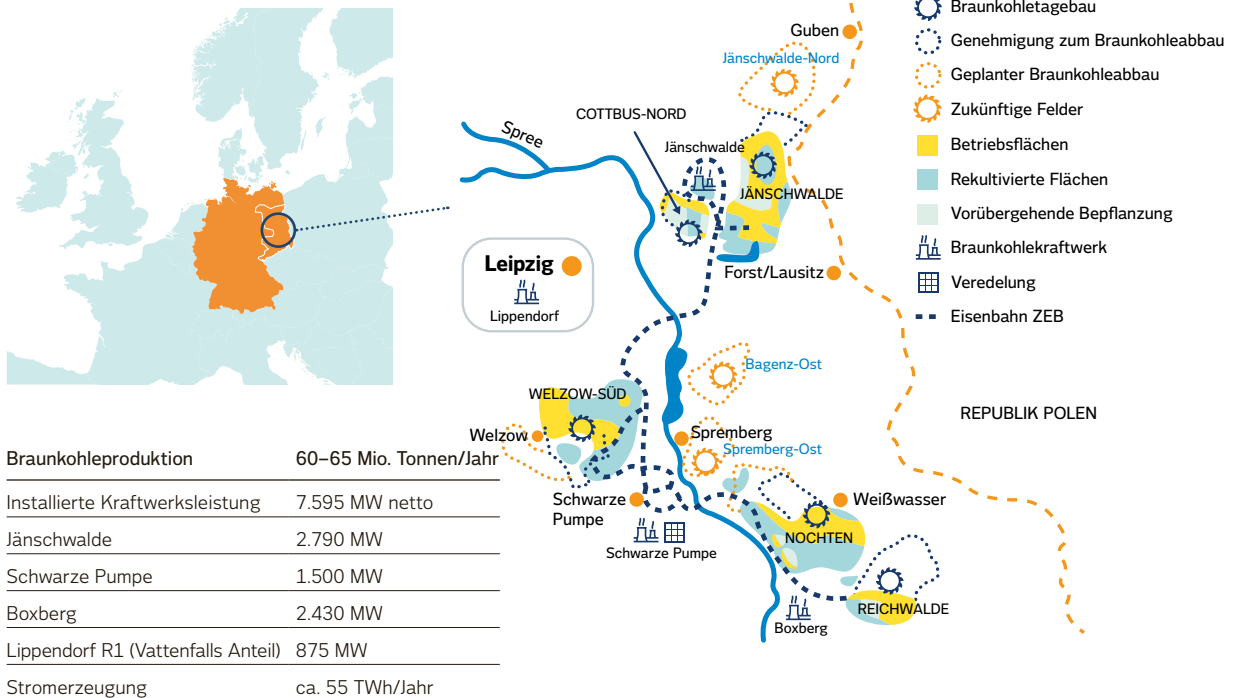 Guben
Jänschwalde-Nord
COTTBUS-NORD
Spree
Jänschwalde
JÄNSCHWALDE
Forst/Lausitz
Leipzig
Lippendorf
Bagenz-Ost
WELZOW-SÜD
Welzow
Spremberg
Spremberg-Ost
Schwarze
Pumpe
Schwarze Pumpe
Weißwasser
NOCHTEN
REICHWALDE
Boxberg
REPUBLIK POLEN
Braunkohletagebau
Genehmigung zum Braunkohleabbau
Geplanter Braunkohleabbau
Zukünftige Felder
Betriebsflächen
Rekultivierte Flächen
Vorübergehende Bepflanzung
Braunkohlekraftwerk
Veredelung
Eisenbahn ZEB
Braunkohleproduktion 60–65 Mio. Tonnen/Jahr
Installierte Kraftwerksleistung 7.595 MW netto
Jänschwalde 2.790 MW
Schwarze Pumpe 1.500 MW
Boxberg 2.430 MW
Lippendorf R1 (Vattenfalls Anteil) 875 MW
Stromerzeugung ca. 55 TWh/Jahr